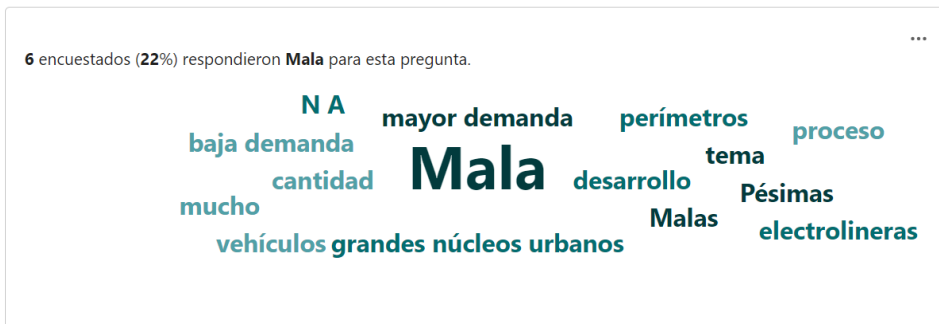 ...
6 encuestados (22%) respondieron Mala para esta pregunta.
N A
mayor demanda
perímetros
proceso
baja demanda
tema
Mala
cantidad
desarrollo
Pésimas
mucho
Malas
electrolineras
vehículos
grandes núcleos urbanos